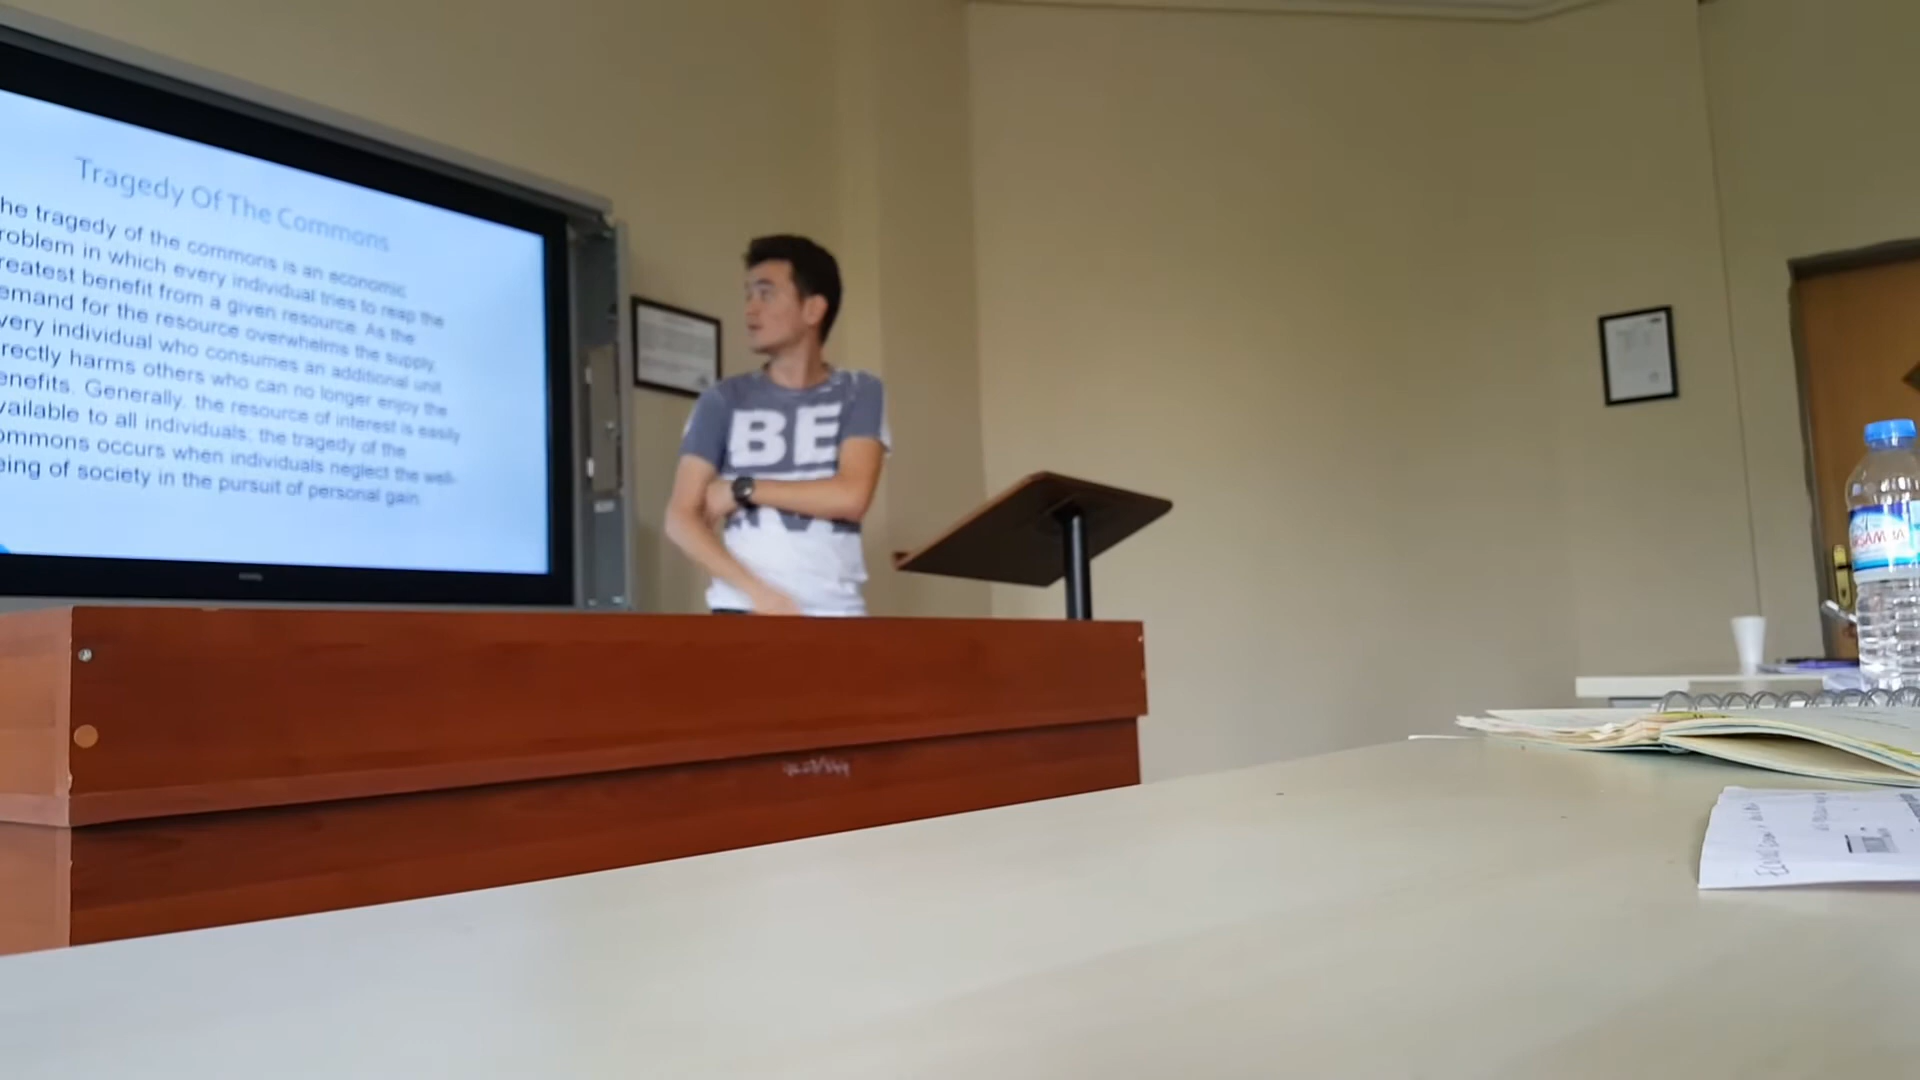 Tragedy Of The Commons
he tragedy of the commons is an economic
roblem in which every individual tries to reap the
reatest benefit from a given resource. As the
emand for the resource overwhelms the supply,
very individual who consumes an additional unit
rectly harms others who can no longer enjoy the
enefits. Generally, the resource of interest is easily
vailable to all individuals; the tragedy of the
ommons occurs when individuals neglect the well-
eing of society in the pursuit of personal gain.
BE